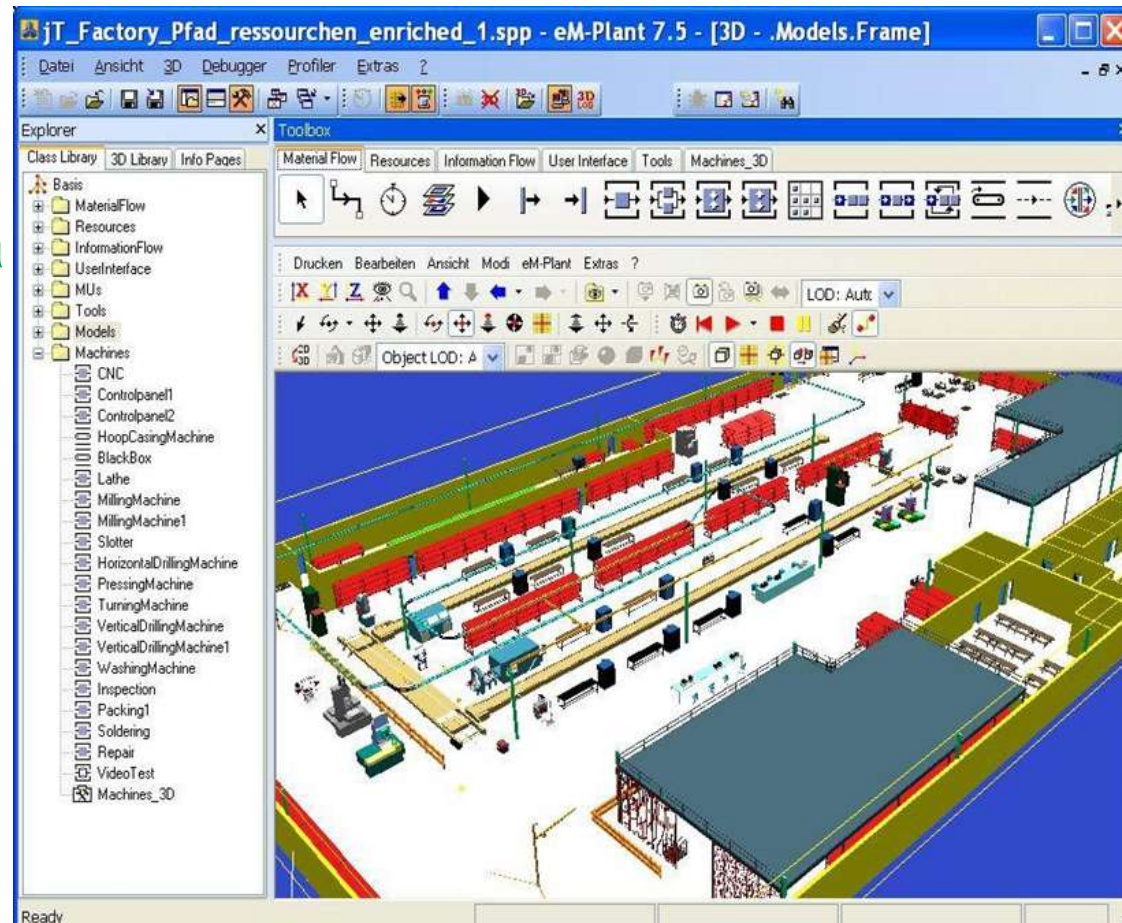 jT_Factory_Pfad_ressourchen_enriched_1.spp - eM-Plant 7.5 - [3D - .Models.Frame]
Datei Ansicht 3D Debugger Profiler Extras ?
Explorer
Toolbox
Class Library 3D Library Info Pages
Material Flow Resources Information Flow User Interface Tools Machines_3D
Basis
MaterialFlow
Resources
InformationFlow
UserInterface
MUs
Tools
Models
Machines
CNC
Controlpanel1
Controlpanel2
HoopCasingMachine
BlackBox
Lathe
MillingMachine
MillingMachine1
Slotter
HorizontalDrillingMachine
PressingMachine
TurningMachine
VerticalDrillingMachine
VerticalDrillingMachine1
WashingMachine
Inspection
Packing1
Soldering
Repair
VideoTest
Machines_3D
Drucken Bearbeiten Ansicht Modi eM-Plant Extras ?
X Y Z LOD: Auto
Object LOD: A
Ready